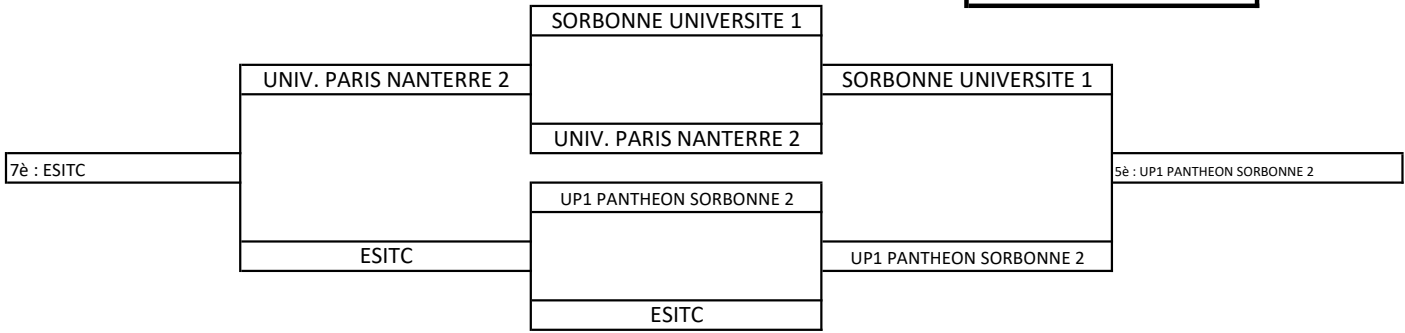 SORBONNE UNIVERSITE 1
UNIV. PARIS NANTERRE 2
SORBONNE UNIVERSITE 1
UNIV. PARIS NANTERRE 2
7è : ESITC
5è : UP1 PANTHEON SORBONNE 2
UP1 PANTHEON SORBONNE 2
ESITC
UP1 PANTHEON SORBONNE 2
ESITC